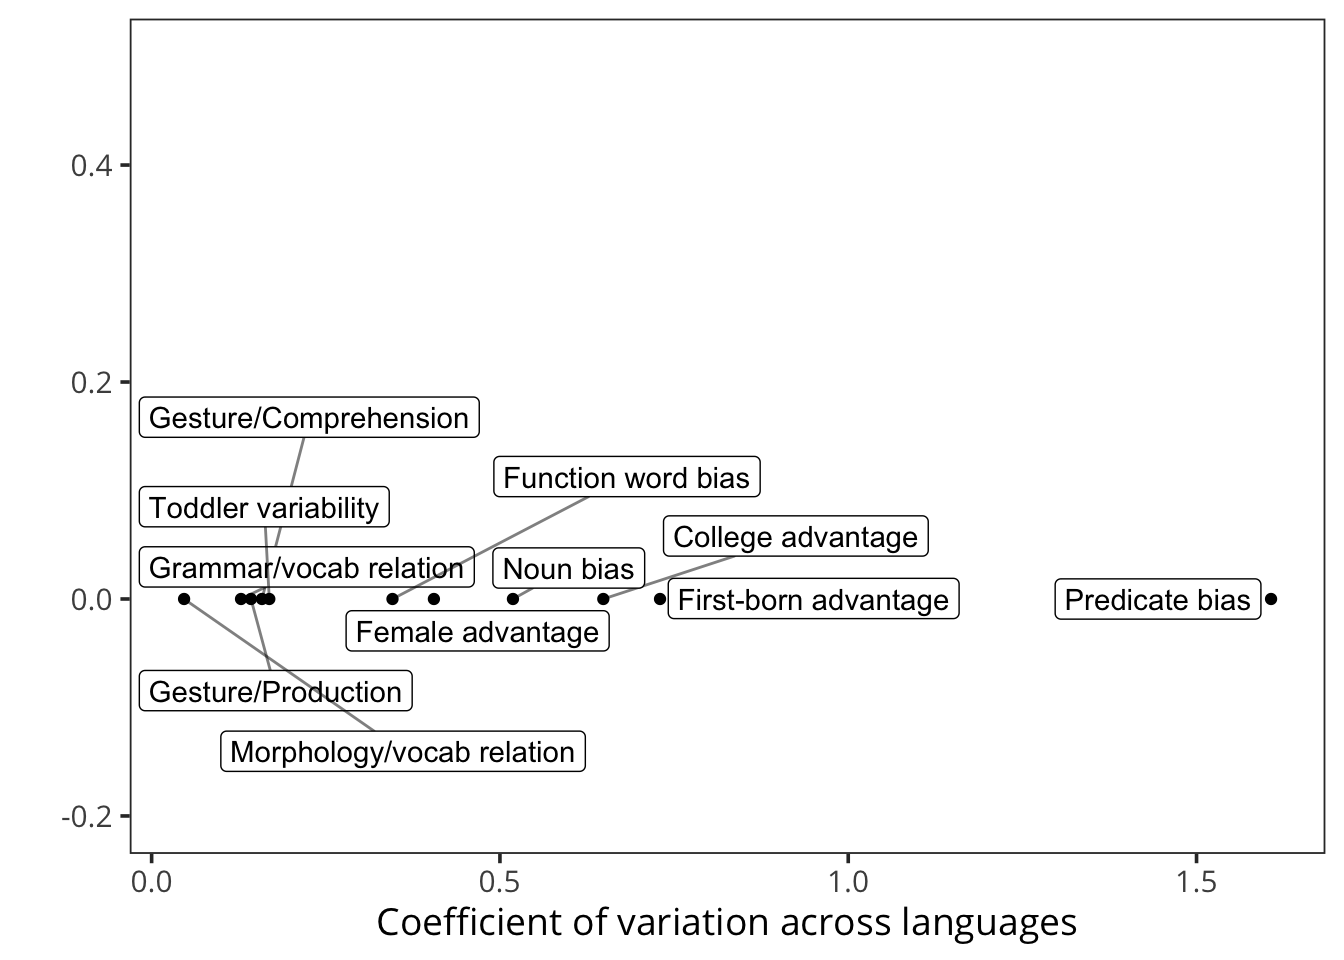 0.4
0.2
Gesture/Comprehension
Function word bias
Toddler variability
College advantage
Grammar/vocab relation
Noun bias
0.0
First-born advantage
Predicate bias
Female advantage
Gesture/Production
Morphology/vocab relation
-0.2
0.0 0.5 1.0 1.5
Coefficient of variation across languages